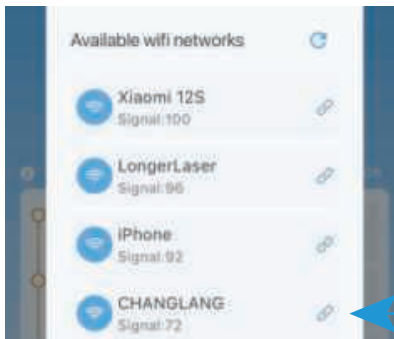 Available wifi networks
Xiaomi 12S
Signal:100
LongerLaser
Signal:96
iPhone
Signal:92
CHANGLANG
Signal:72